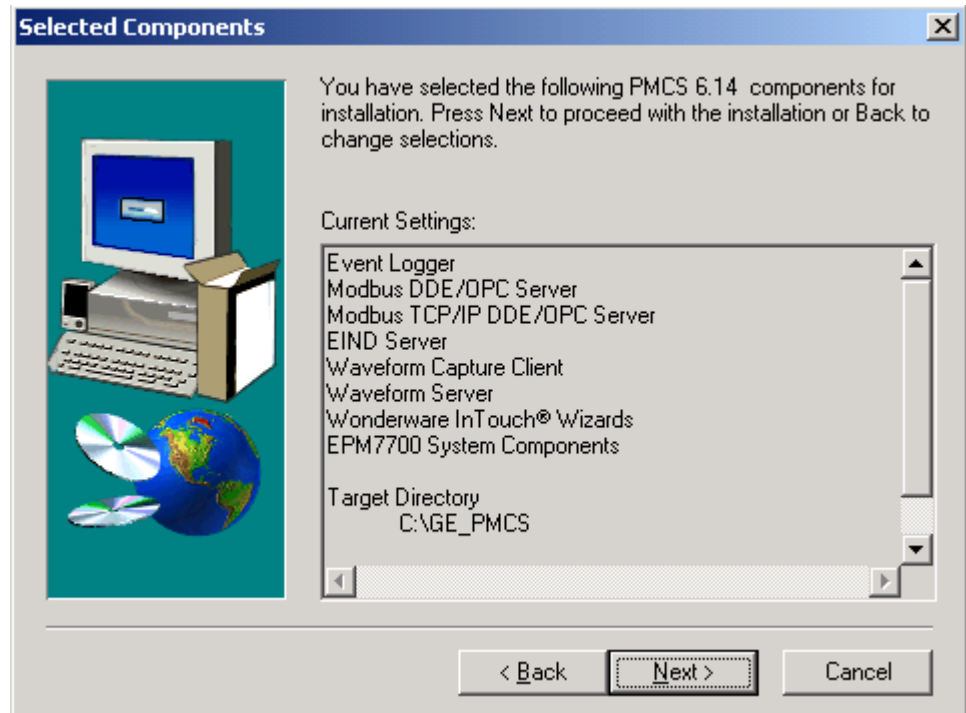 Selected Components
You have selected the following PMCS 6.14 components for
installation. Press Next to proceed with the installation or Back to
change selections.
Current Settings:
Event Logger
Modbus DDE/OPC Server
Modbus TCP/IP DDE/OPC Server
EIND Server
Waveform Capture Client
Waveform Server
Wonderware InTouch® Wizards
EPM7700 System Components
Target Directory
C:\GE_PMCS
< Back Next > Cancel